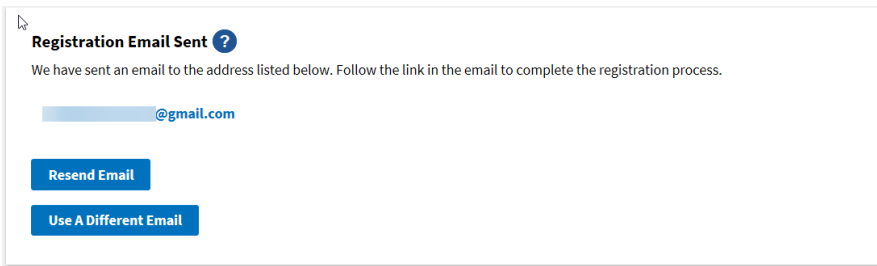 Registration Email Sent ?
We have sent an email to the address listed below. Follow the link in the email to complete the registration process.
@gmail.com
Resend Email
Use A Different Email